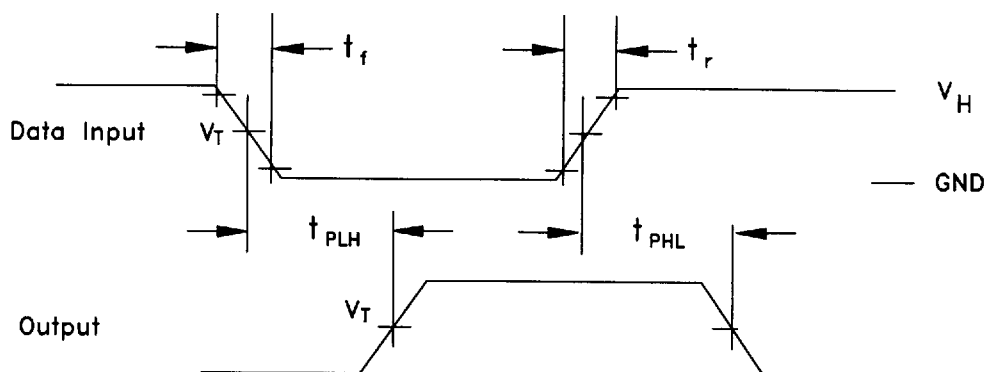 t_f
t_r
V_H
Data Input
V_T
GND
t_PLH
t_PHL
V_T
Output